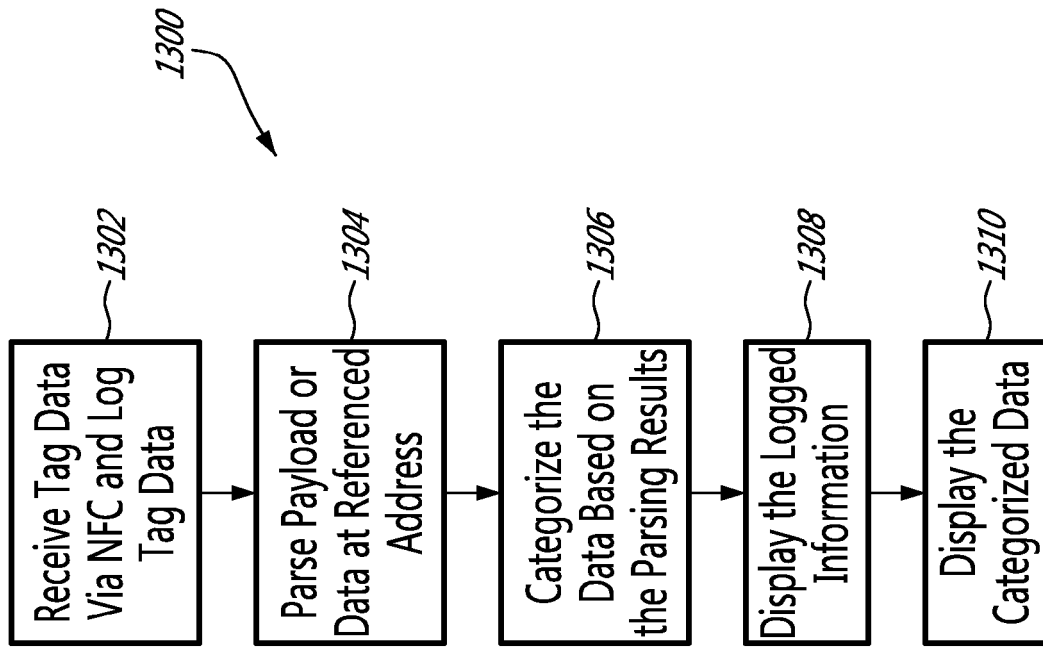 1300
Receive Tag Data
Via NFC and Log
Tag Data
1302
Parse Payload or
Data at Referenced
Address
1304
Categorize the
Data Based on
the Parsing Results
1306
Display the Logged
Information
1308
Display the
Categorized Data
1310